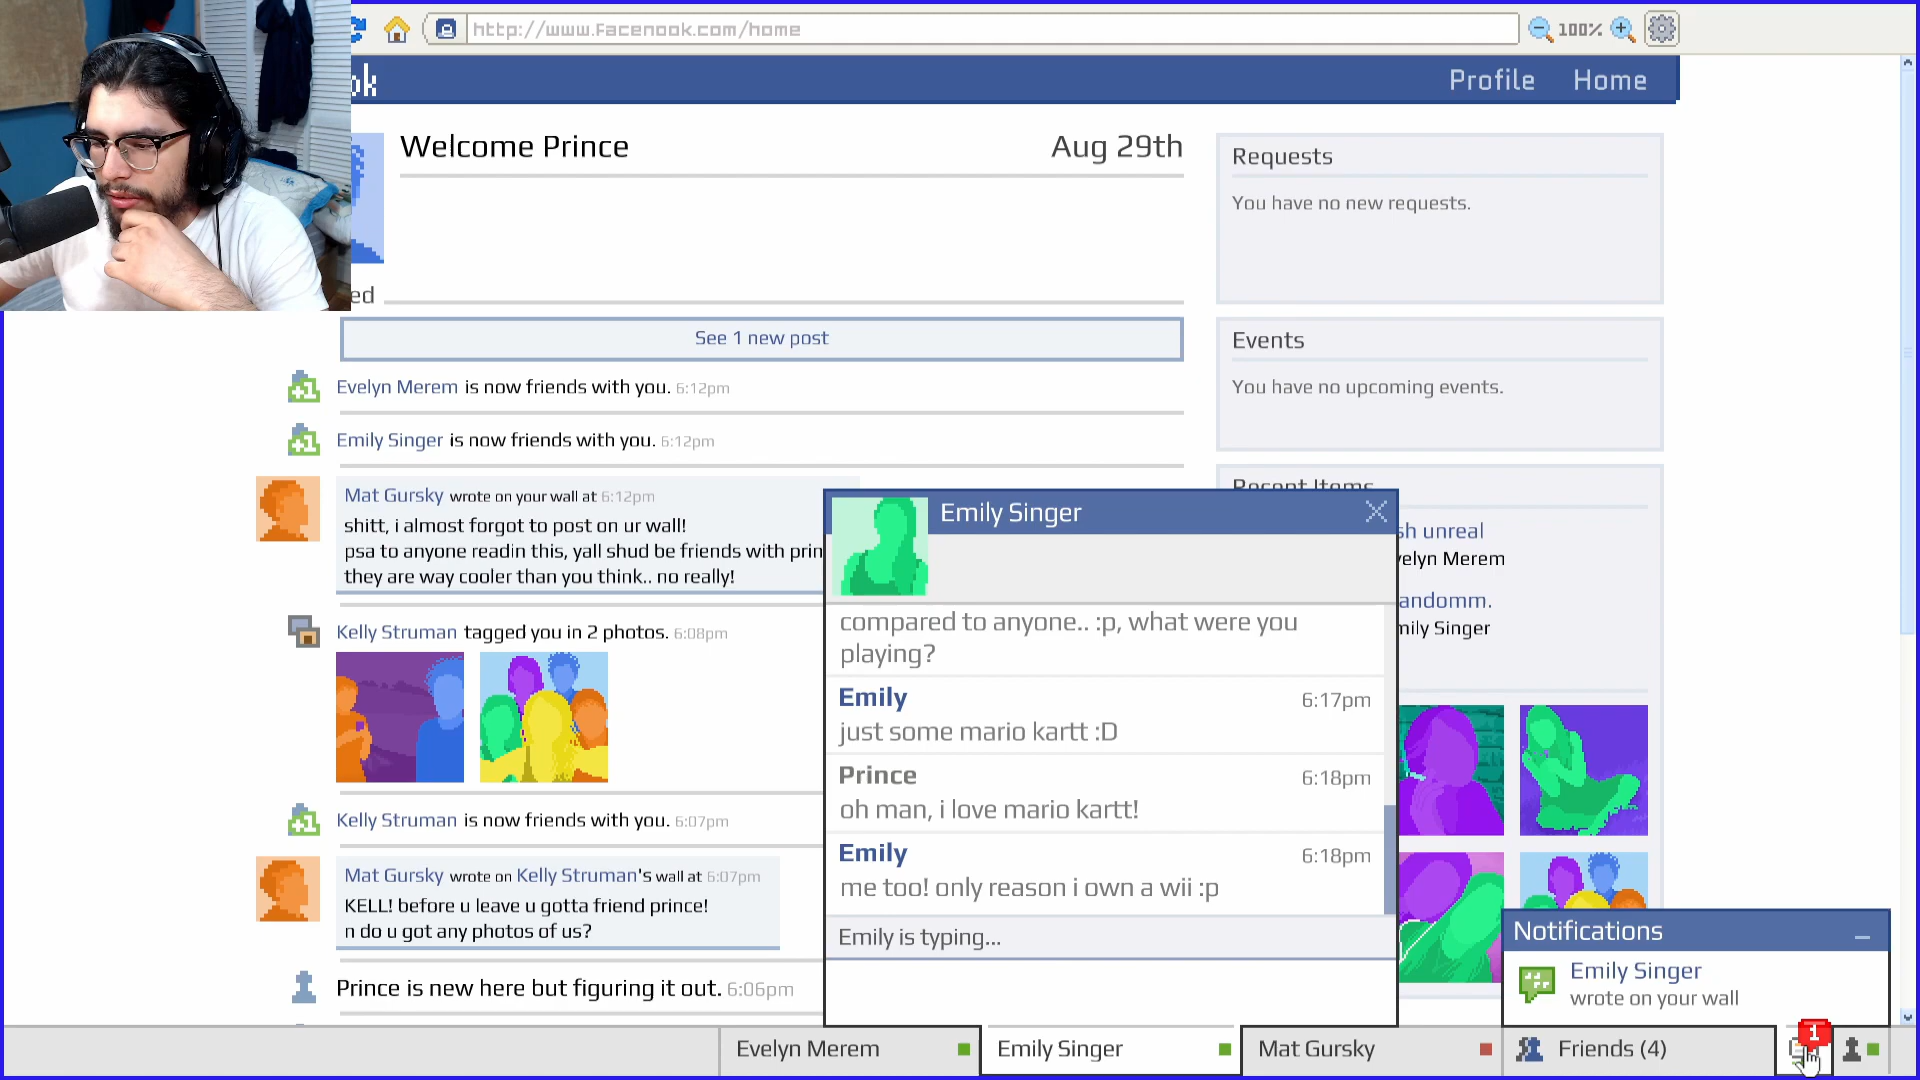 http://www.Facenook.com/home
100%
ok
Profile
Home
Welcome Prince
Aug 29th
ed
See 1 new post
Evelyn Merem is now friends with you. 6:12pm
Emily Singer is now friends with you. 6:12pm
Mat Gursky wrote on your wall at 6:12pm
shitt, i almost forgot to post on ur wall!
psa to anyone readin this, yall shud be friends with prin
they are way cooler than you think.. no really!
Kelly Struman tagged you in 2 photos. 6:08pm
Kelly Struman is now friends with you. 6:07pm
Mat Gursky wrote on Kelly Struman's wall at 6:07pm
KELL! before u leave u gotta friend prince!
n do u got any photos of us?
Prince is new here but figuring it out. 6:06pm
Requests
You have no new requests.
Events
You have no upcoming events.
Recent Items
sh unreal
velyn Merem
andomm.
mily Singer
Emily Singer
compared to anyone.. :p, what were you
playing?
Emily 6:17pm
just some mario kartt :D
Prince 6:18pm
oh man, i love mario kartt!
Emily 6:18pm
me too! only reason i own a wii :p
Emily is typing...
Notifications
Emily Singer
wrote on your wall
Evelyn Merem
Emily Singer
Mat Gursky
Friends (4)
1